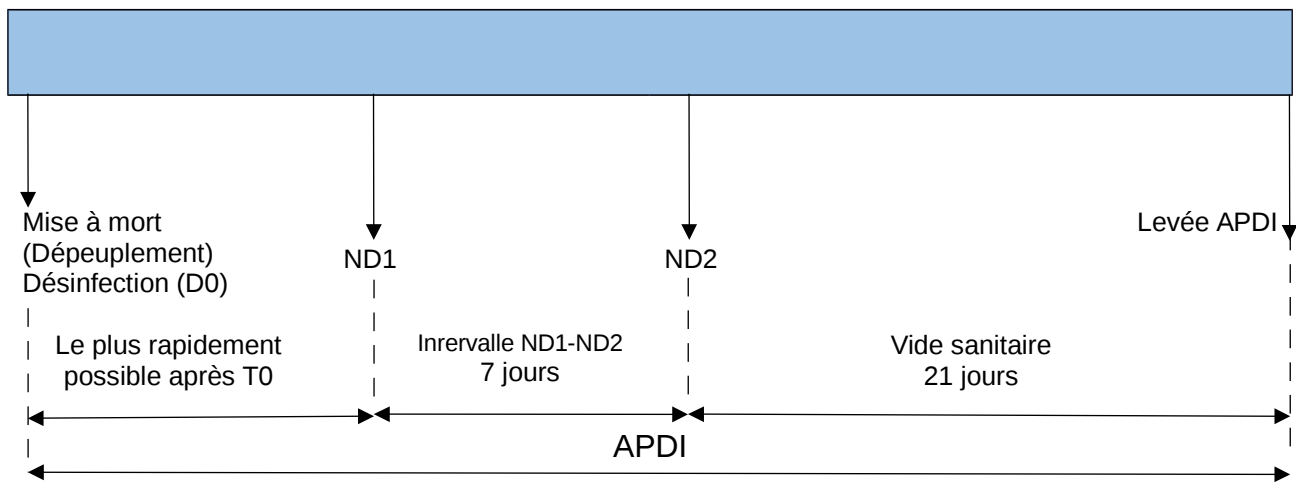 Mise à mort
(Dépeuplement)
Désinfection (D0)
ND1
ND2
Levée APDI
Le plus rapidement
possible après T0
Inrervalle ND1-ND2
7 jours
Vide sanitaire
21 jours
APDI